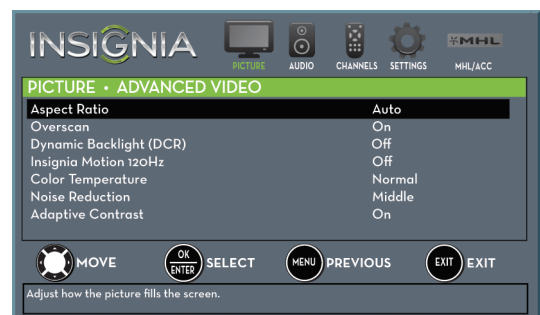 INSIGNIA
PICTURE AUDIO CHANNELS SETTINGS MHL MHL/ACC
PICTURE • ADVANCED VIDEO
Aspect Ratio Auto
Overscan On
Dynamic Backlight (DCR) Off
Insignia Motion 120Hz Off
Color Temperature Normal
Noise Reduction Middle
Adaptive Contrast On
MOVE OK ENTER SELECT MENU PREVIOUS EXIT EXIT
Adjust how the picture fills the screen.